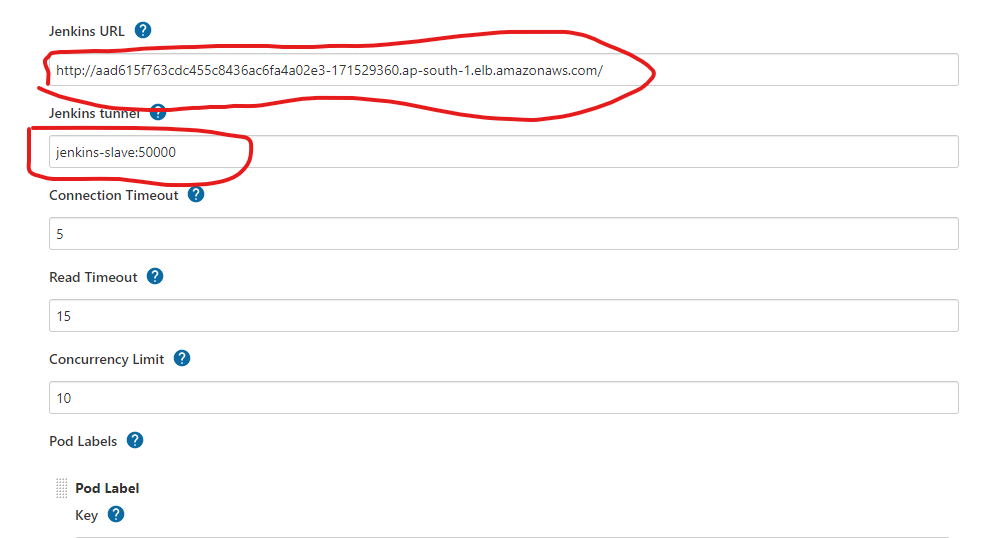 Jenkins URL ?
http://aad615f763cdc455c8436ac6fa4a02e3-171529360.ap-south-1.elb.amazonaws.com/
Jenkins tunnel ?
jenkins-slave:50000
Connection Timeout ?
5
Read Timeout ?
15
Concurrency Limit ?
10
Pod Labels ?
Pod Label
Key ?